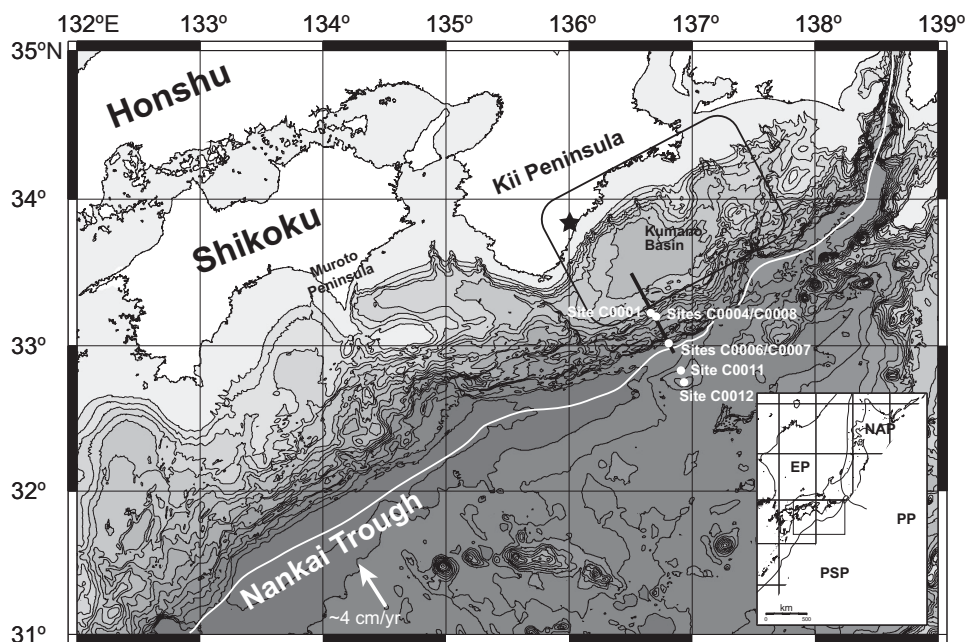 132ºE 133º 134º 135º 136º 137º 138º 139º
35ºN
34º
33º
32º
31º
Honshu
Kii Peninsula
Shikoku
Kumano
Basin
Muroto
Peninsula
Site C0001
Sites C0004/C0008
Sites C0006/C0007
Site C0011
Site C0012
Nankai Trough
~4 cm/yr
NAP
EP
PP
PSP
km
0 500